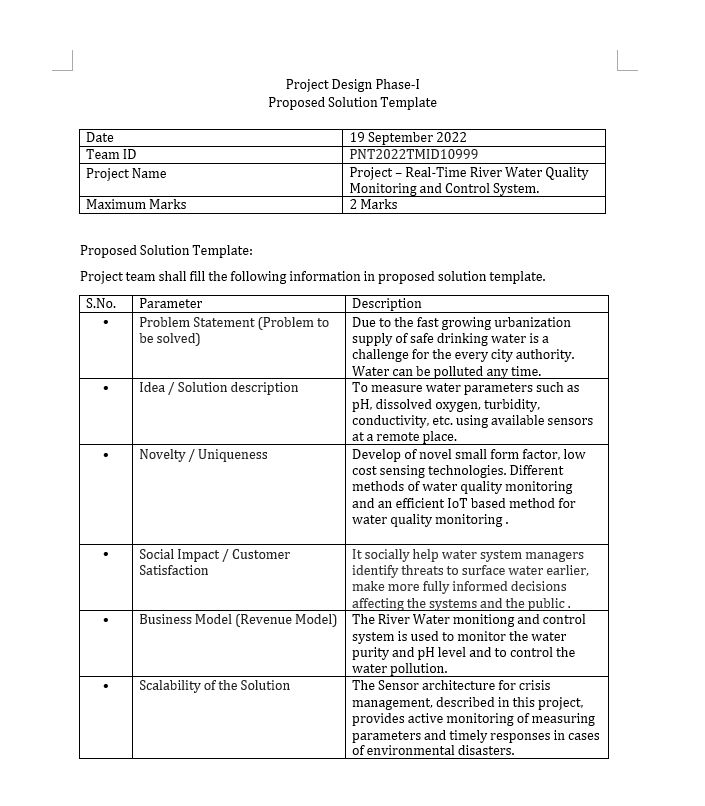 Project Design Phase-I
Proposed Solution Template
Date 19 September 2022
Team ID PNT2022TMID10999
Project Name Project – Real-Time River Water Quality
Monitoring and Control System.
Maximum Marks 2 Marks
Proposed Solution Template:
Project team shall fill the following information in proposed solution template.
S.No. Parameter Description
• Problem Statement (Problem to be solved) Due to the fast growing urbanization
supply of safe drinking water is a
challenge for the every city authority.
Water can be polluted any time.
• Idea / Solution description To measure water parameters such as
pH, dissolved oxygen, turbidity,
conductivity, etc. using available sensors
at a remote place.
• Novelty / Uniqueness Develop of novel small form factor, low
cost sensing technologies. Different
methods of water quality monitoring
and an efficient IoT based method for
water quality monitoring .
• Social Impact / Customer Satisfaction It socially help water system managers
identify threats to surface water earlier,
make more fully informed decisions
affecting the systems and the public .
• Business Model (Revenue Model) The River Water monitiong and control
system is used to monitor the water
purity and pH level and to control the
water pollution.
• Scalability of the Solution The Sensor architecture for crisis
management, described in this project,
provides active monitoring of measuring
parameters and timely responses in cases
of environmental disasters.